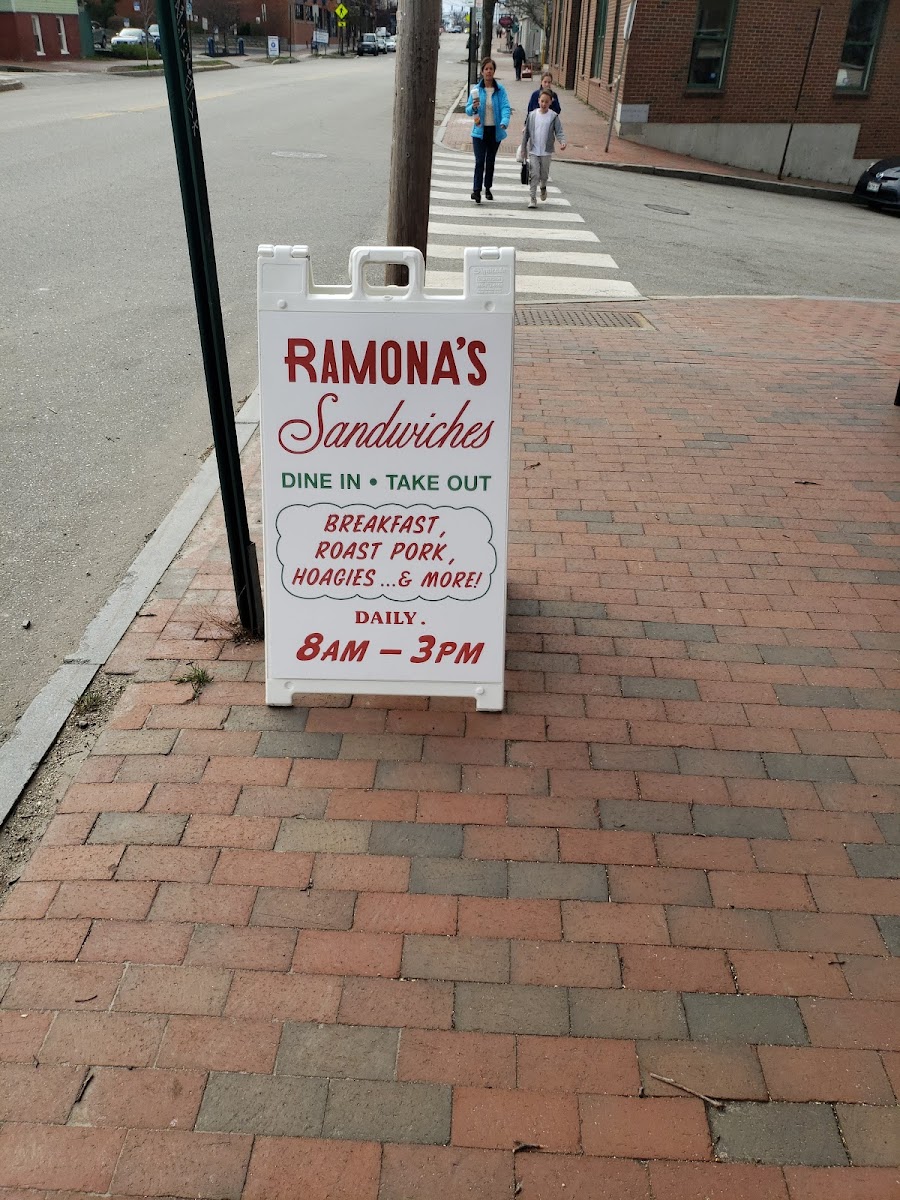 RAMONA'S
Sandwiches
DINE IN • TAKE OUT
BREAKFAST,
ROAST PORK,
HOAGIES ...& MORE!
DAILY.
8AM – 3PM